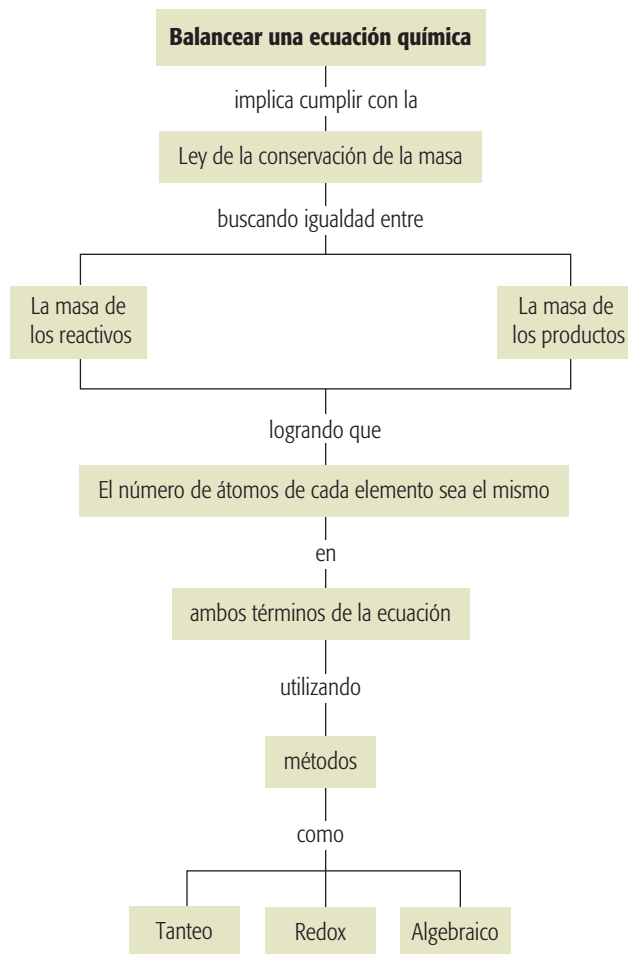 Balancear una ecuación química
implica cumplir con la
Ley de la conservación de la masa
buscando igualdad entre
La masa de
los reactivos
La masa de
los productos
logrando que
El número de átomos de cada elemento sea el mismo
en
ambos términos de la ecuación
utilizando
métodos
como
Tanteo
Redox
Algebraico